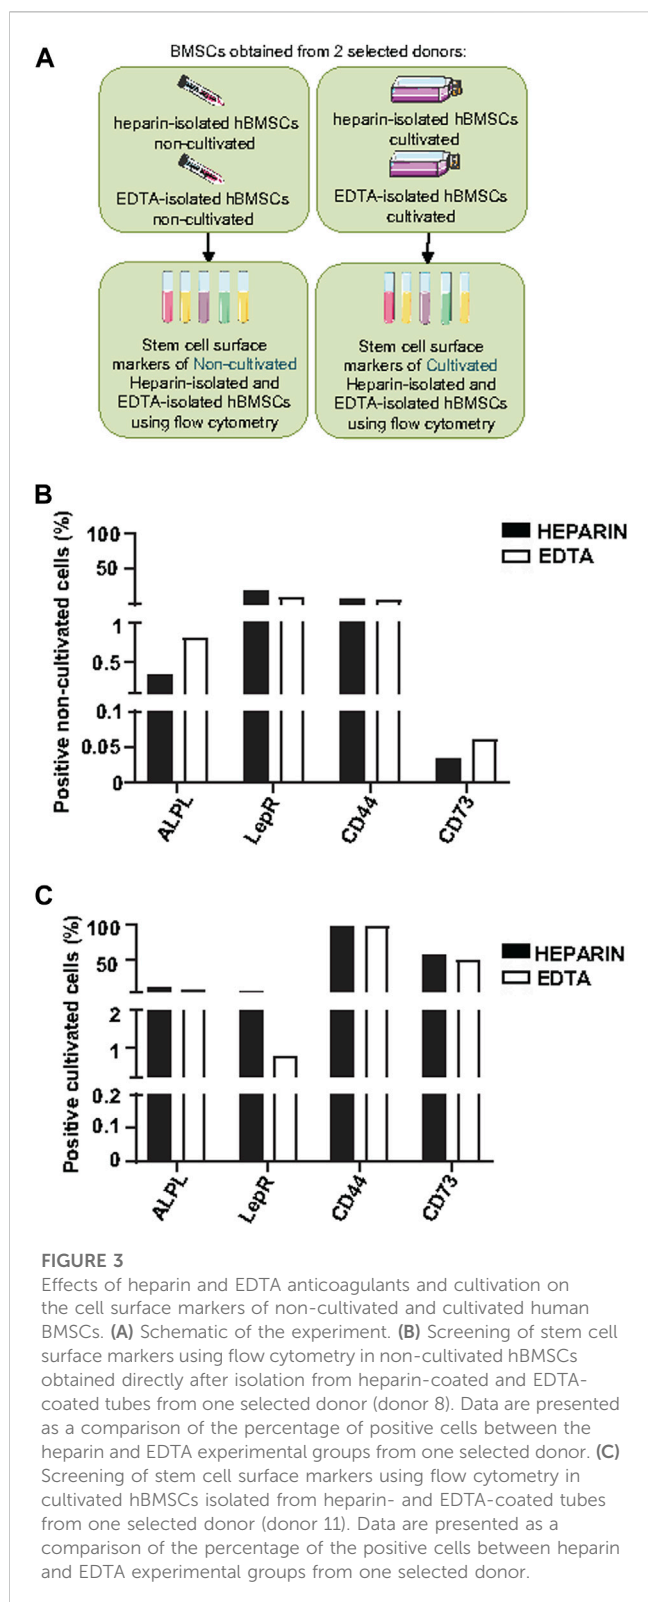 A
BMSCs obtained from 2 selected donors:
heparin-isolated hBMSCs
non-cultivated
EDTA-isolated hBMSCs
non-cultivated
heparin-isolated hBMSCs
cultivated
EDTA-isolated hBMSCs
cultivated
Stem cell surface
markers of Non-cultivated
Heparin-isolated and
EDTA-isolated hBMSCs
using flow cytometry
Stem cell surface
markers of Cultivated
Heparin-isolated and
EDTA-isolated hBMSCs
using flow cytometry
B
Positive non-cultivated cells (%)
100
50
1
0.5
0.1
0.05
0
ALPL
LepR
CD44
CD73
HEPARIN
EDTA
C
Positive cultivated cells (%)
100
50
2
1
0.2
0.1
0
ALPL
LepR
CD44
CD73
HEPARIN
EDTA
FIGURE 3
Effects of heparin and EDTA anticoagulants and cultivation on
the cell surface markers of non-cultivated and cultivated human
BMSCs. (A) Schematic of the experiment. (B) Screening of stem cell
surface markers using flow cytometry in non-cultivated hBMSCs
obtained directly after isolation from heparin-coated and EDTA-
coated tubes from one selected donor (donor 8). Data are presented
as a comparison of the percentage of positive cells between the
heparin and EDTA experimental groups from one selected donor. (C)
Screening of stem cell surface markers using flow cytometry in
cultivated hBMSCs isolated from heparin- and EDTA-coated tubes
from one selected donor (donor 11). Data are presented as a
comparison of the percentage of the positive cells between heparin
and EDTA experimental groups from one selected donor.